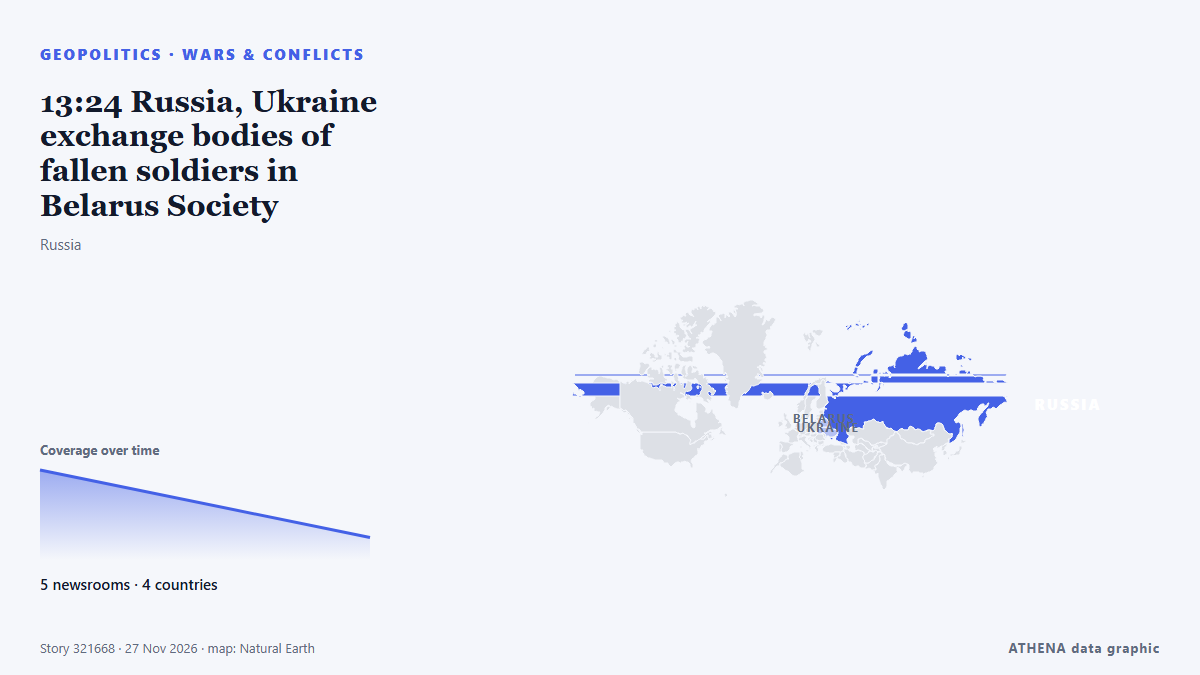 GEOPOLITICS · WARS & CONFLICTS
13:24 Russia, Ukraine
exchange bodies of
fallen soldiers in
Belarus Society
Russia
RUSSIA
BELARUS
UKRAINE
Coverage over time
5 newsrooms · 4 countries
Story 321668 · 27 Nov 2026 · map: Natural Earth
ATHENA data graphic